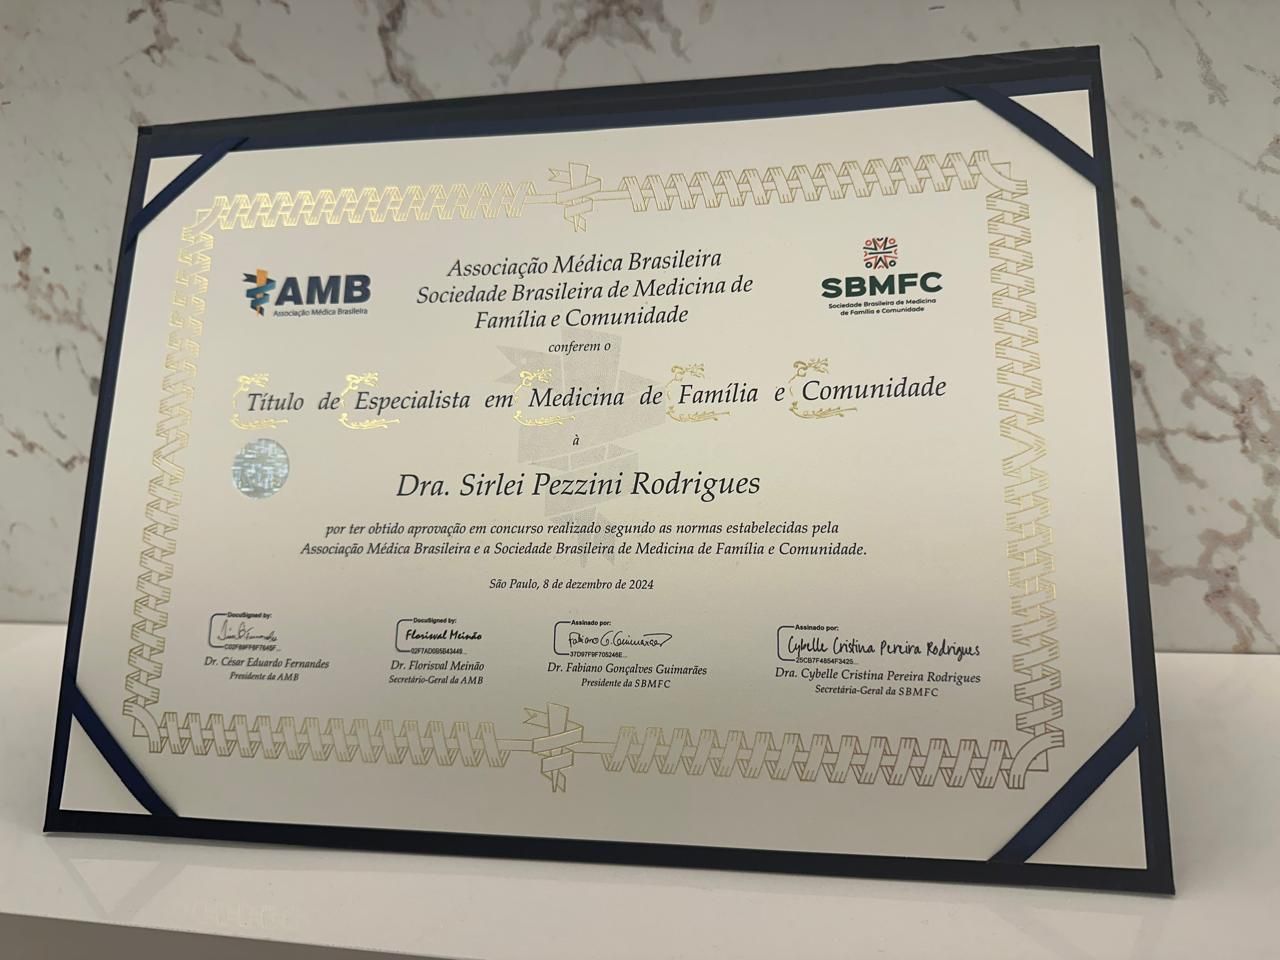 AMB
Associação Médica Brasileira
Associação Médica Brasileira
Sociedade Brasileira de Medicina de
Família e Comunidade
SBMFC
Sociedade Brasileira de Medicina
de Família e Comunidade
conferem o
Título de Especialista em Medicina de Família e Comunidade
à
Dra. Sirlei Pezzini Rodrigues
por ter obtido aprovação em concurso realizado segundo as normas estabelecidas pela
Associação Médica Brasileira e a Sociedade Brasileira de Medicina de Família e Comunidade.
São Paulo, 8 de dezembro de 2024
DocuSigned by:
Dr. César Eduardo Fernandes
Presidente da AMB
DocuSigned by:
Florisval Meinão
Dr. Florisval Meinão
Secretário-Geral da AMB
Assinado por:
Fabiano G. Guimarães
37D97F9F705246E...
Dr. Fabiano Gonçalves Guimarães
Presidente da SBMFC
Assinado por:
Cybelle Cristina Pereira Rodrigues
25CB7F4854F3425...
Dra. Cybelle Cristina Pereira Rodrigues
Secretária-Geral da SBMFC